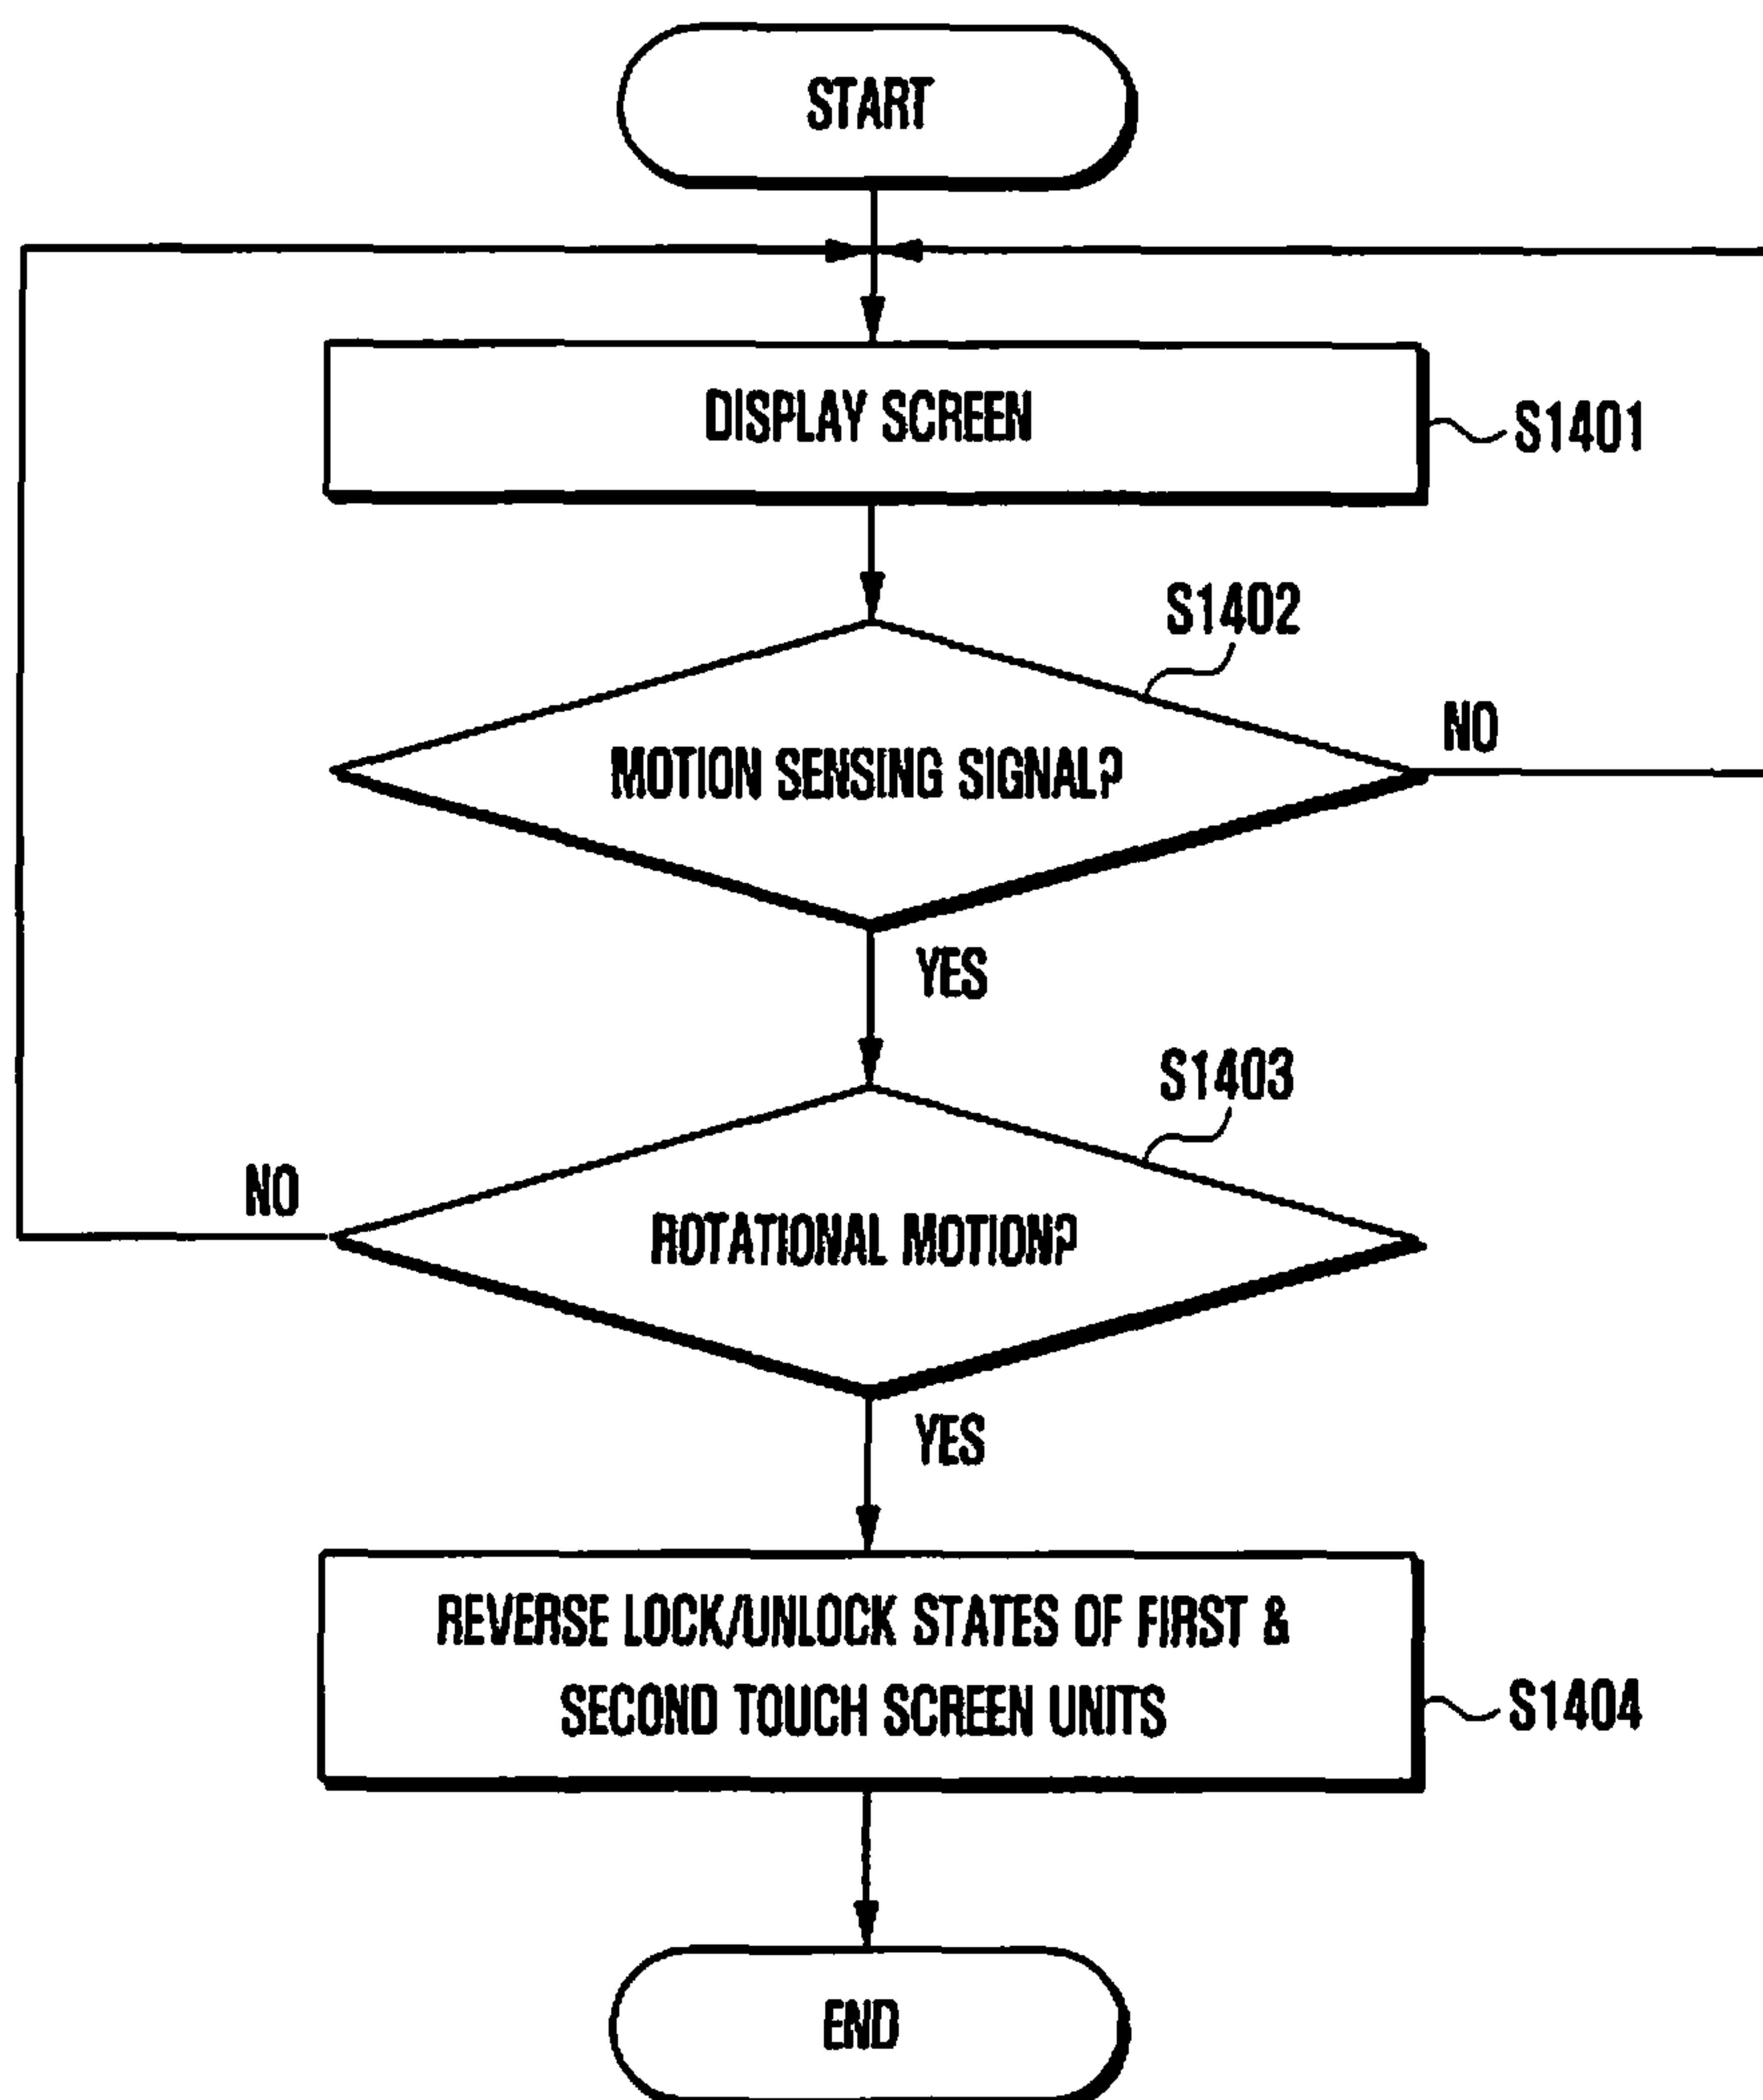 START
DISPLAY SCREEN
S1401
S1402
NO
MOTION SENSING SIGNAL?
YES
S1403
NO
ROTATIONAL MOTION?
YES
REVERSE LOCK/UNLOCK STATES OF FIRST &
SECOND TOUCH SCREEN UNITS
S1404
END